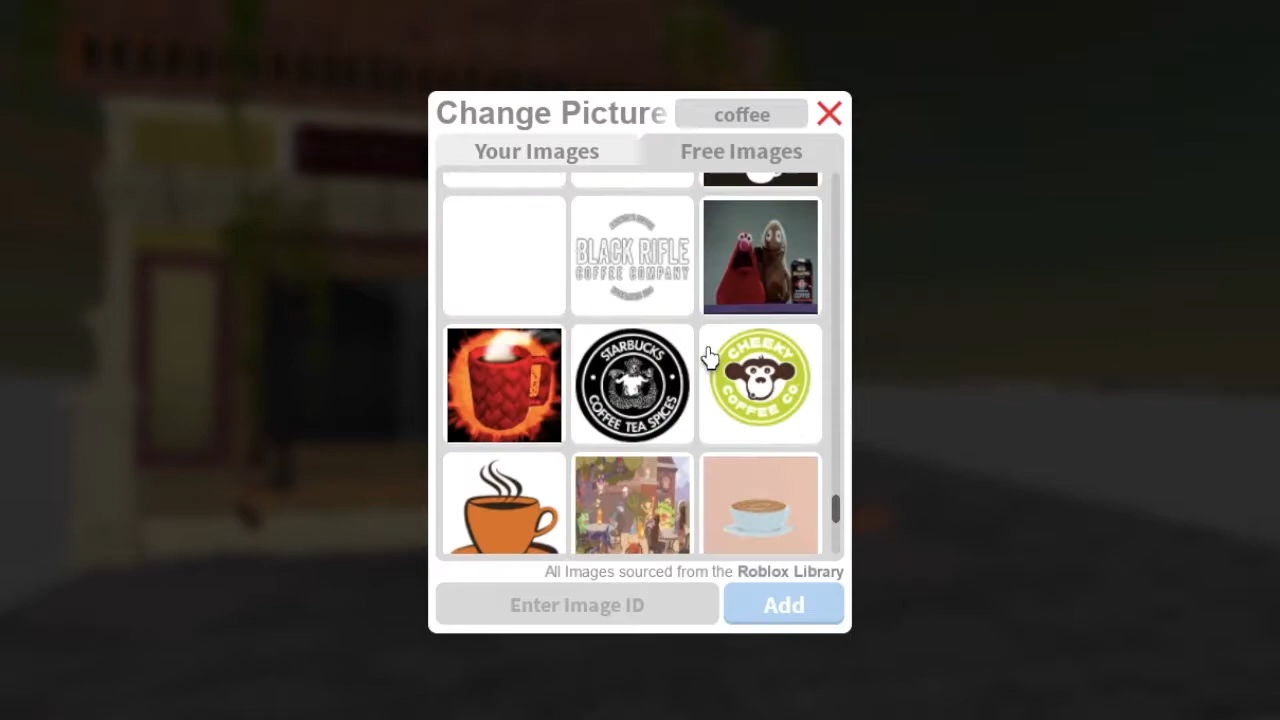 Change Picture
coffee
Your Images
Free Images
BLACK RIFLE
COFFEE COMPANY
STARBUCKS
COFFEE TEA SPICES
CHEEKY
COFFEE CO
All Images sourced from the Roblox Library
Enter Image ID
Add